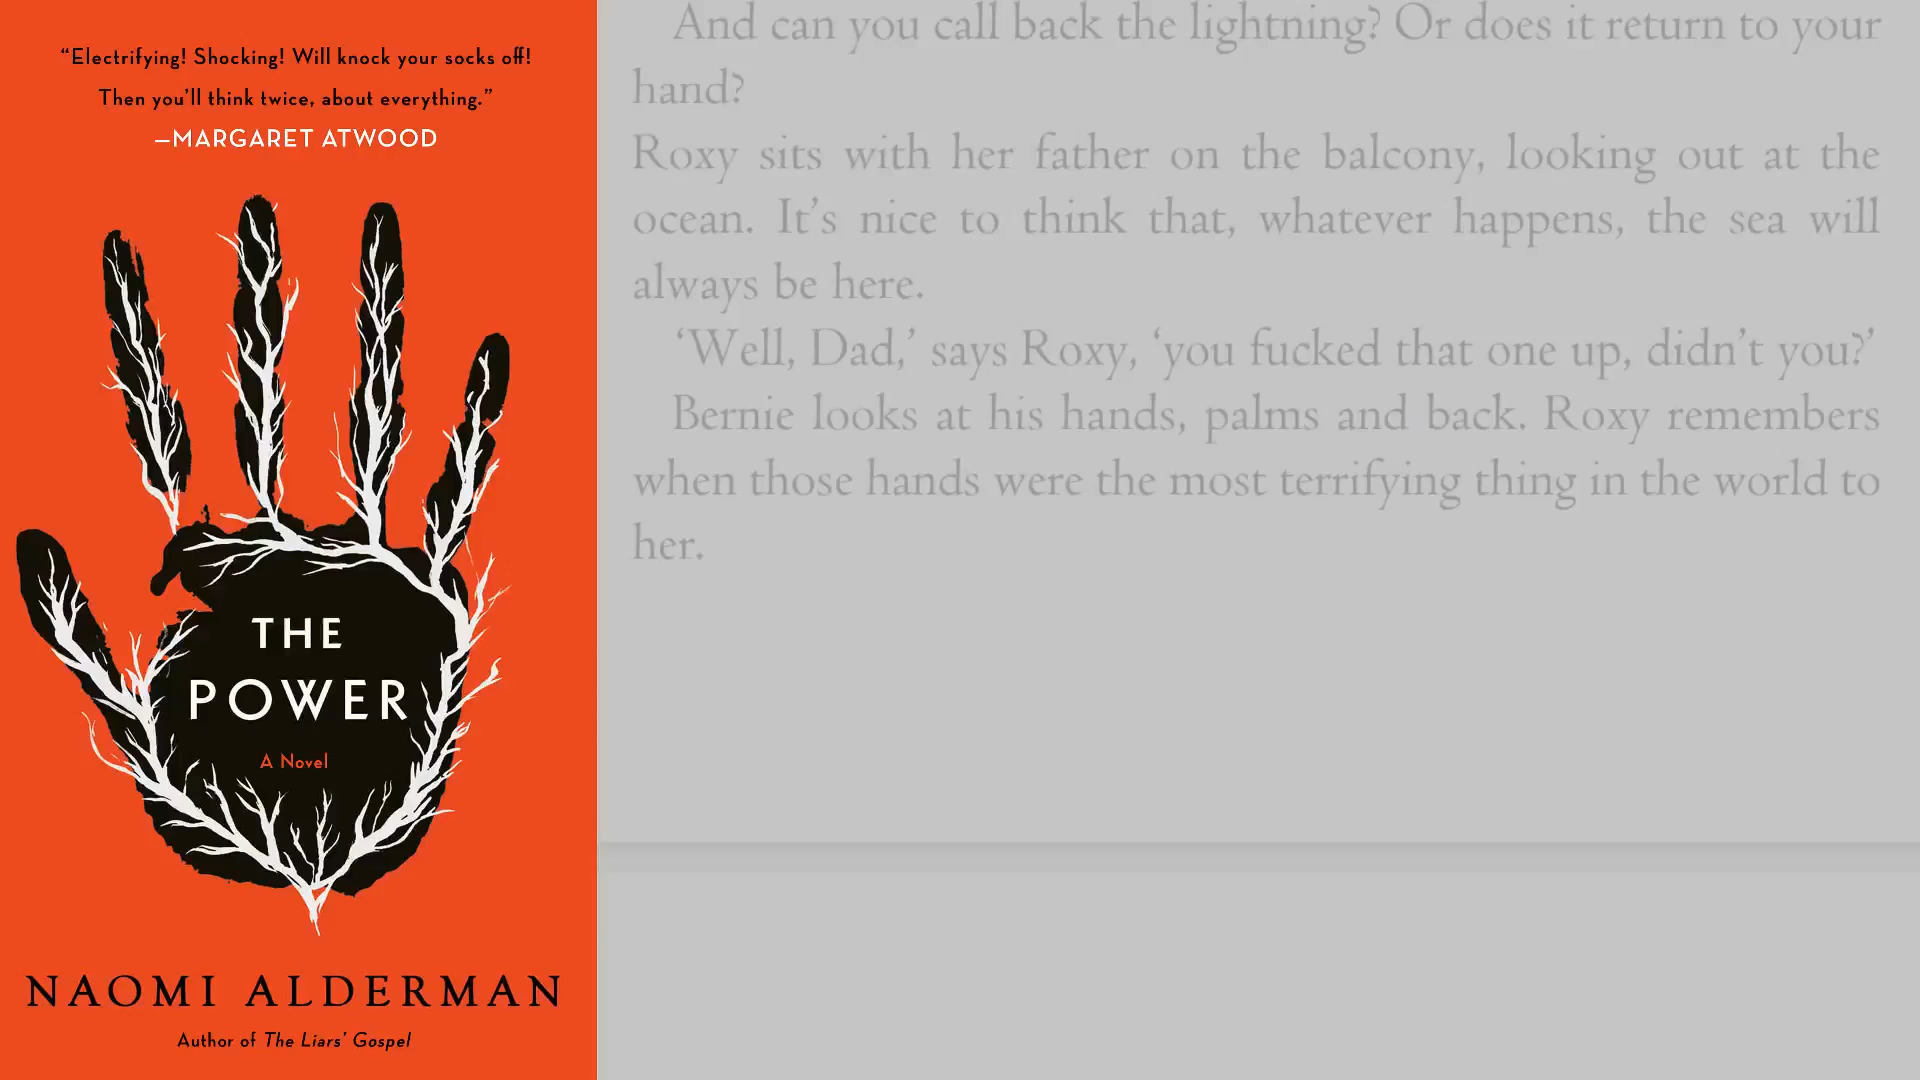 “Electrifying! Shocking! Will knock your socks off!
Then you’ll think twice, about everything.”
—MARGARET ATWOOD
THE
POWER
A Novel
NAOMI ALDERMAN
Author of The Liars’ Gospel
And can you call back the lightning? Or does it return to your
hand?
Roxy sits with her father on the balcony, looking out at the
ocean. It’s nice to think that, whatever happens, the sea will
always be here.
‘Well, Dad,’ says Roxy, ‘you fucked that one up, didn’t you?’
Bernie looks at his hands, palms and back. Roxy remembers
when those hands were the most terrifying thing in the world to
her.